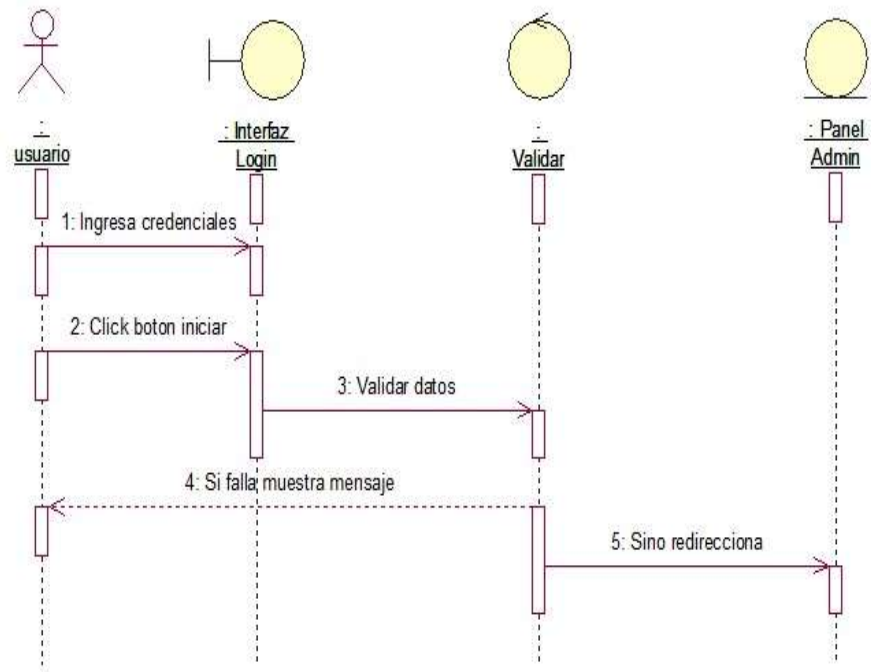 :
usuario
: Interfaz
Login
:
Validar
: Panel
Admin
1: Ingresa credenciales
2: Click boton iniciar
3: Validar datos
4: Si falla muestra mensaje
5: Sino redirecciona